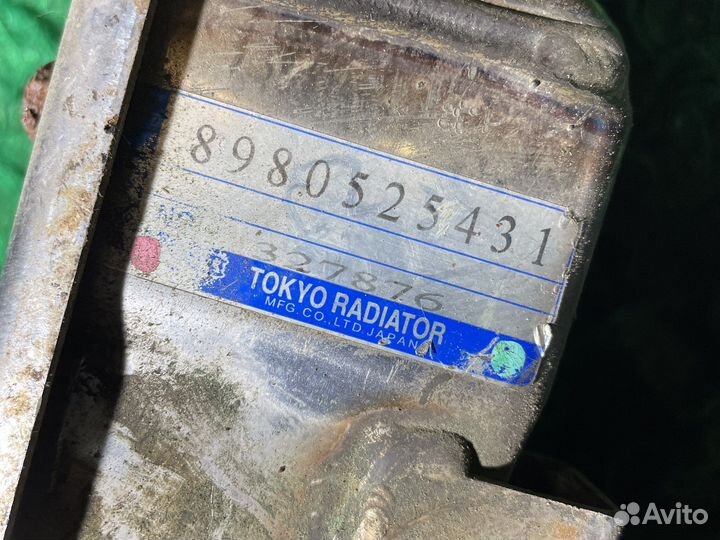 8980525431
NO.
327876
TOKYO RADIATOR
MFG.CO.,LTD.JAPAN
Avito